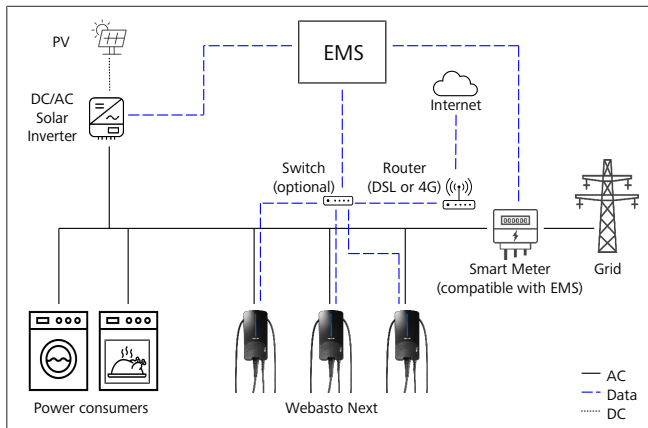 PV
EMS
DC/AC
Solar
Inverter
Internet
Switch
(optional)
Router
(DSL or 4G)
Smart Meter
(compatible with EMS)
Grid
Power consumers
Webasto Next
AC
Data
DC